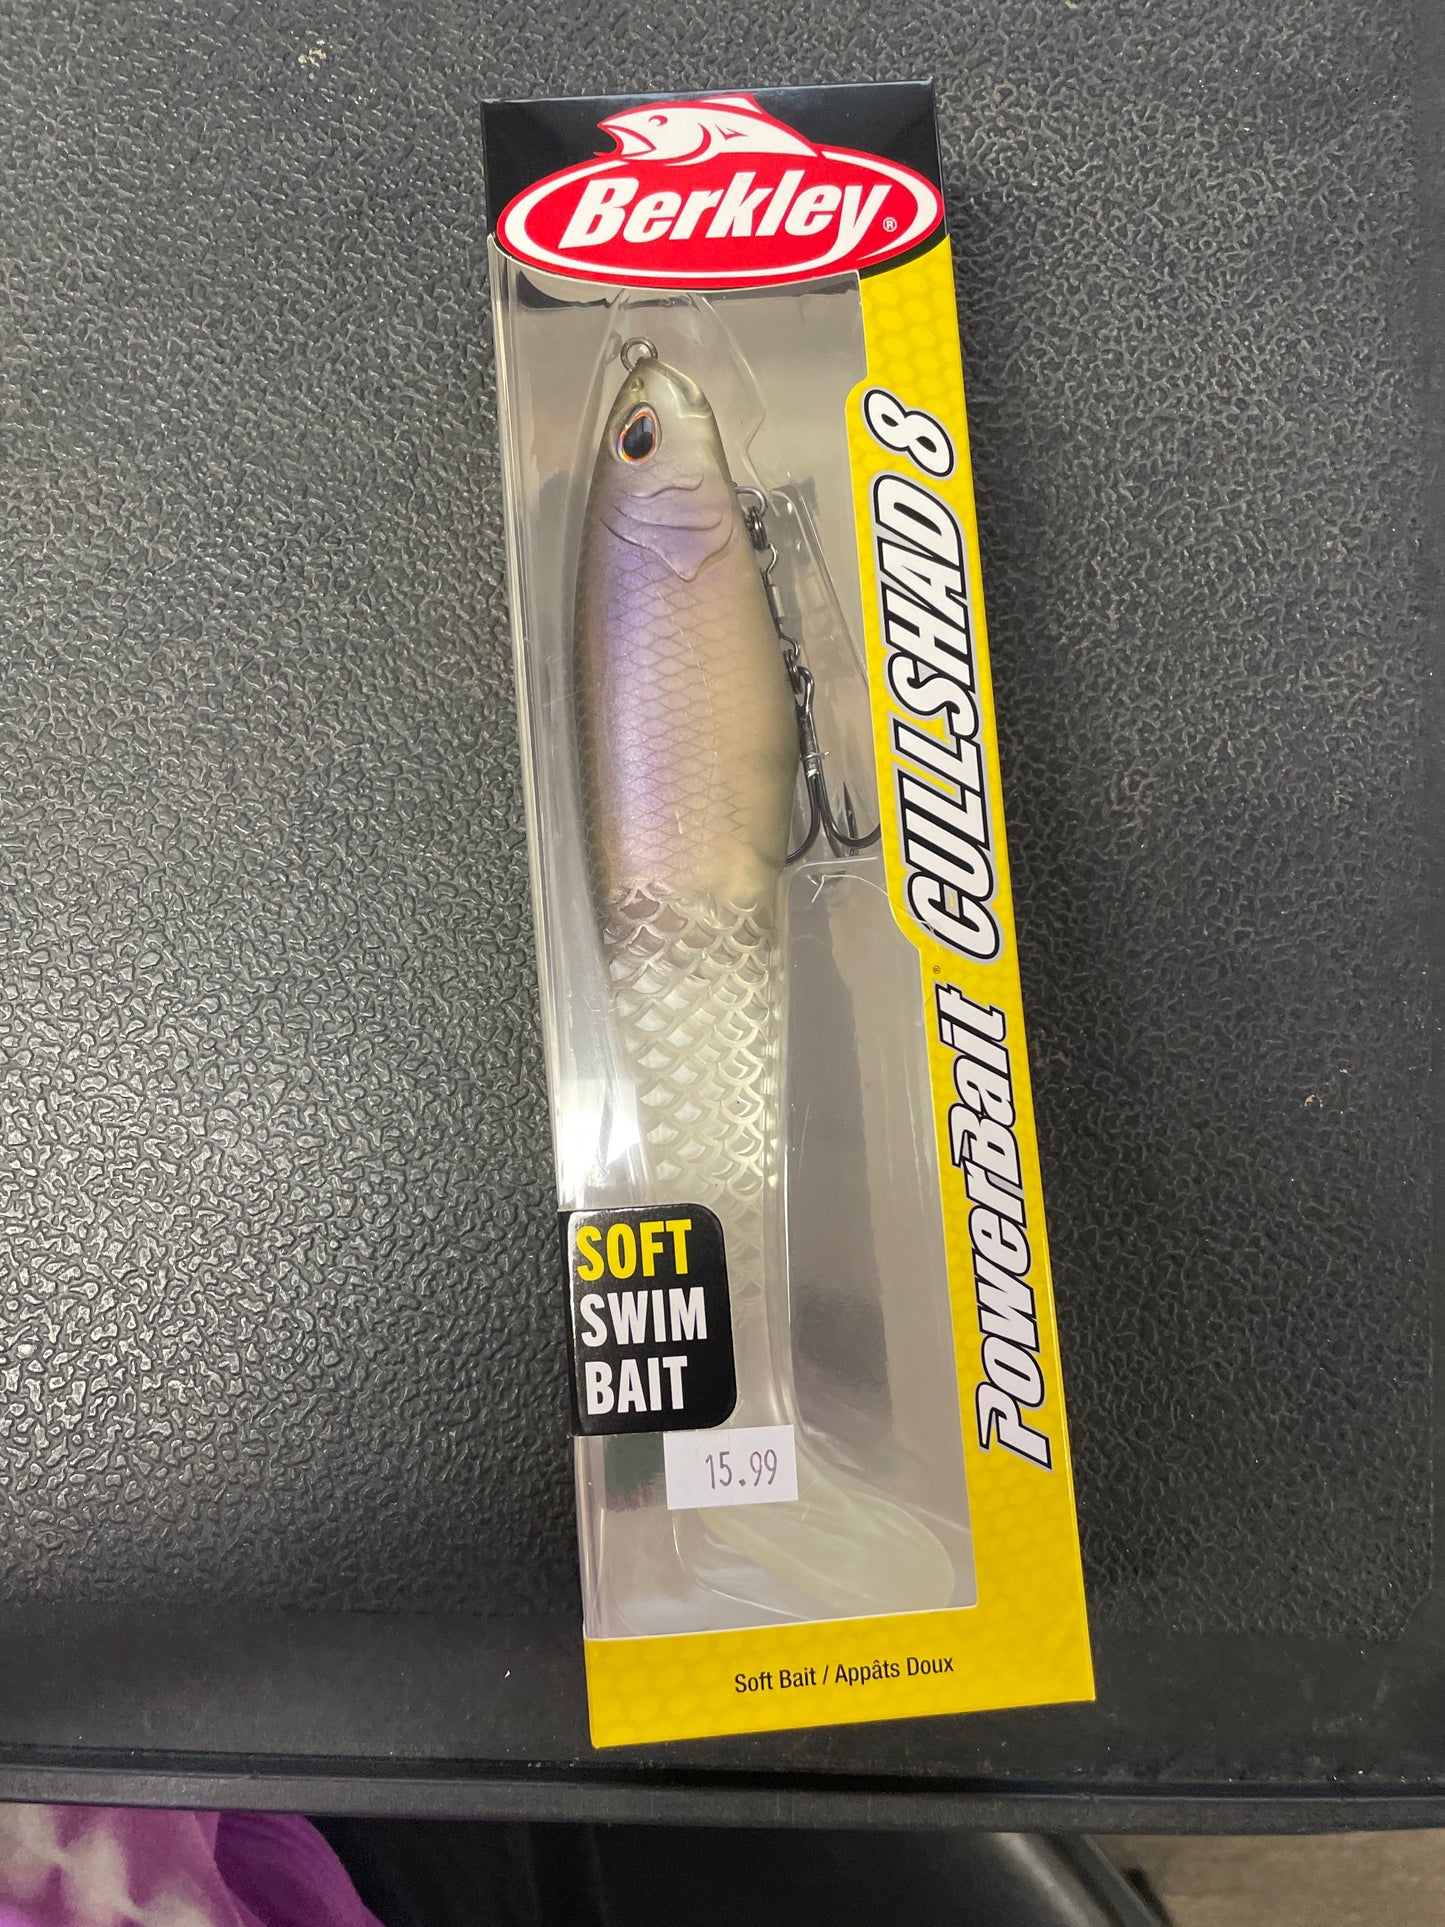 Berkley®
CULLSHAD 8
PowerBait®
SOFT
SWIM
BAIT
15.99
Soft Bait / Appâts Doux